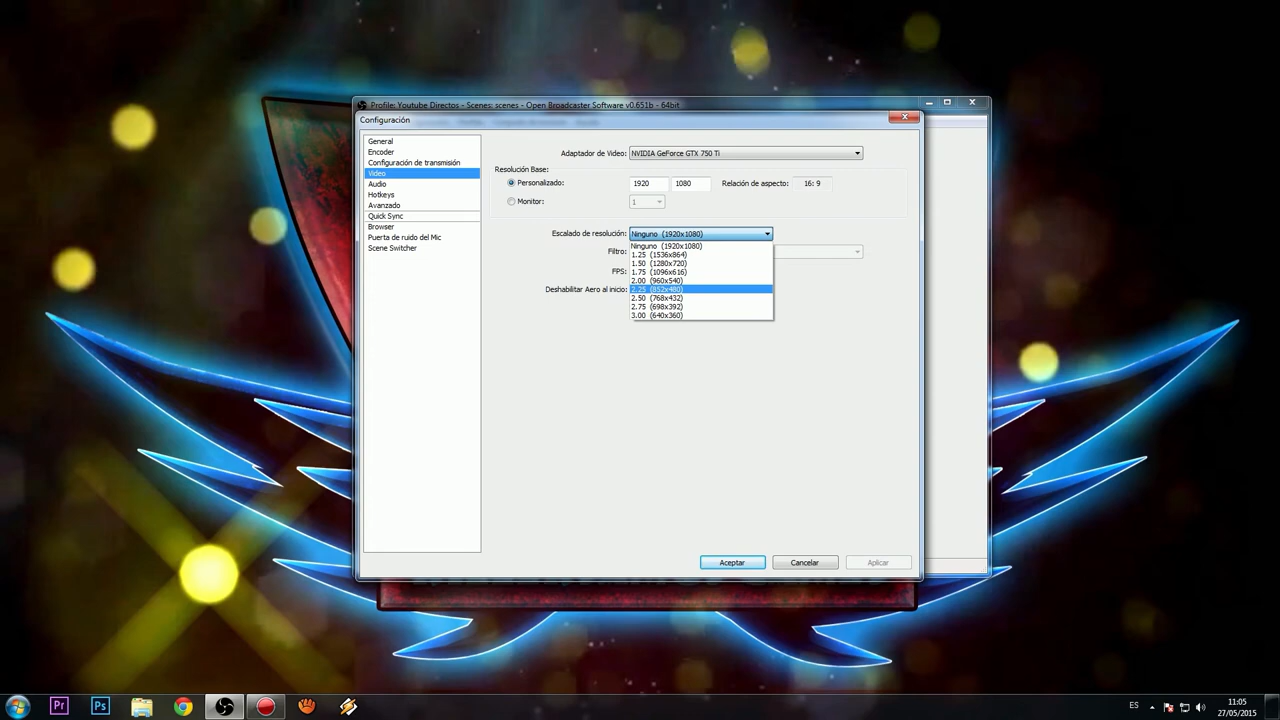 Profile: Youtube Directos - Scenes: scenes - Open Broadcaster Software v0.651b - 64bit
Configuración
General
Encoder
Configuración de transmisión
Video
Audio
Hotkeys
Avanzado
Quick Sync
Browser
Puerta de ruido del Mic
Scene Switcher
Adaptador de Video: NVIDIA GeForce GTX 750 Ti
Resolución Base:
Personalizado: 1920 1080 Relación de aspecto: 16: 9
Monitor: 1
Escalado de resolución: Ninguno (1920x1080)
Filtro:
FPS:
Deshabilitar Aero al inicio:
Ninguno (1920x1080)
1.25 (1536x864)
1.50 (1280x720)
1.75 (1096x616)
2.00 (960x540)
2.25 (852x480)
2.50 (768x432)
2.75 (698x392)
3.00 (640x360)
Aceptar Cancelar Aplicar
Pr Ps
ES
11:05
27/05/2015